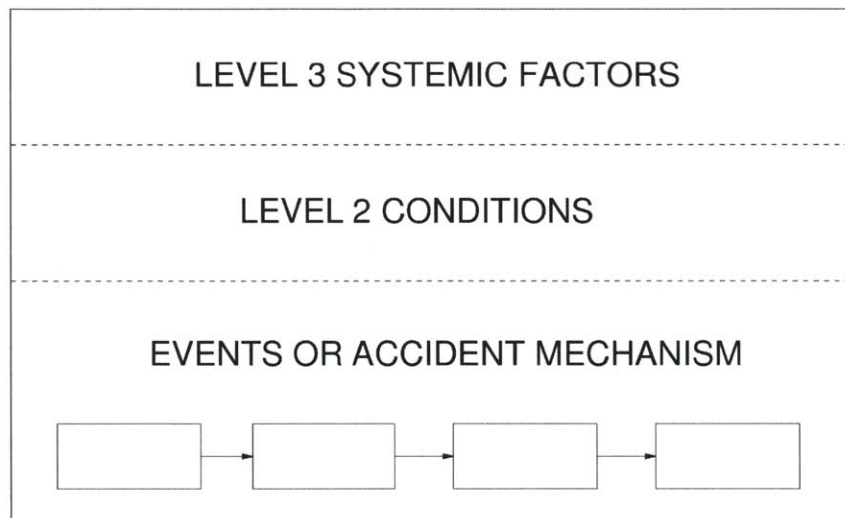 LEVEL 3 SYSTEMIC FACTORS
LEVEL 2 CONDITIONS
EVENTS OR ACCIDENT MECHANISM